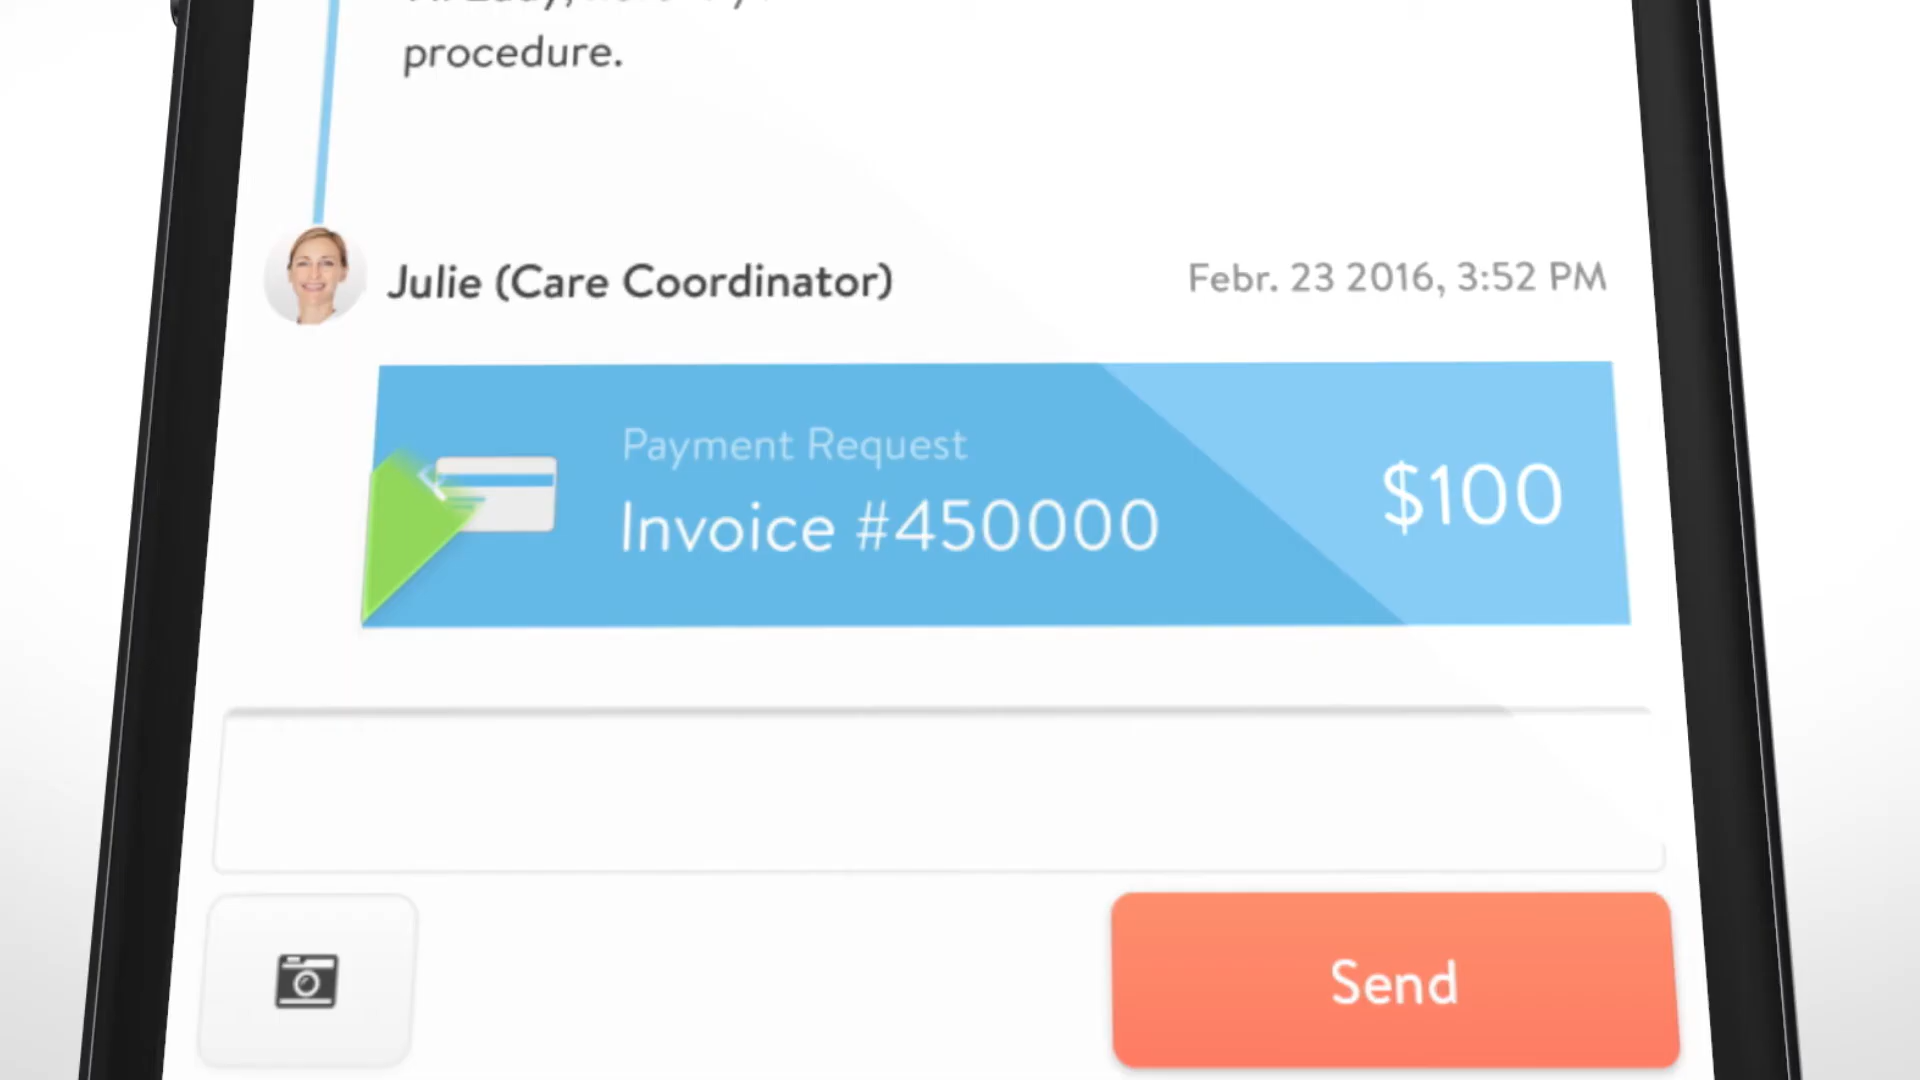 procedure.
Julie (Care Coordinator)
Febr. 23 2016, 3:52 PM
Payment Request
Invoice #450000
$100
Send